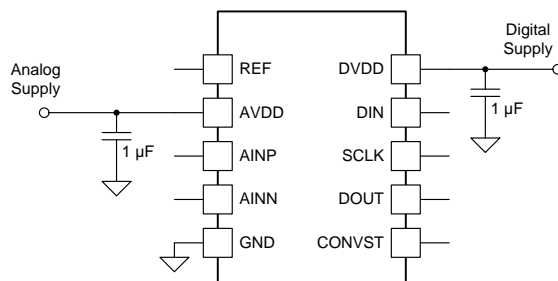 Digital
Supply
Analog
Supply
REF
DVDD
AVDD
DIN
1 µF
1 µF
AINP
SCLK
AINN
DOUT
GND
CONVST